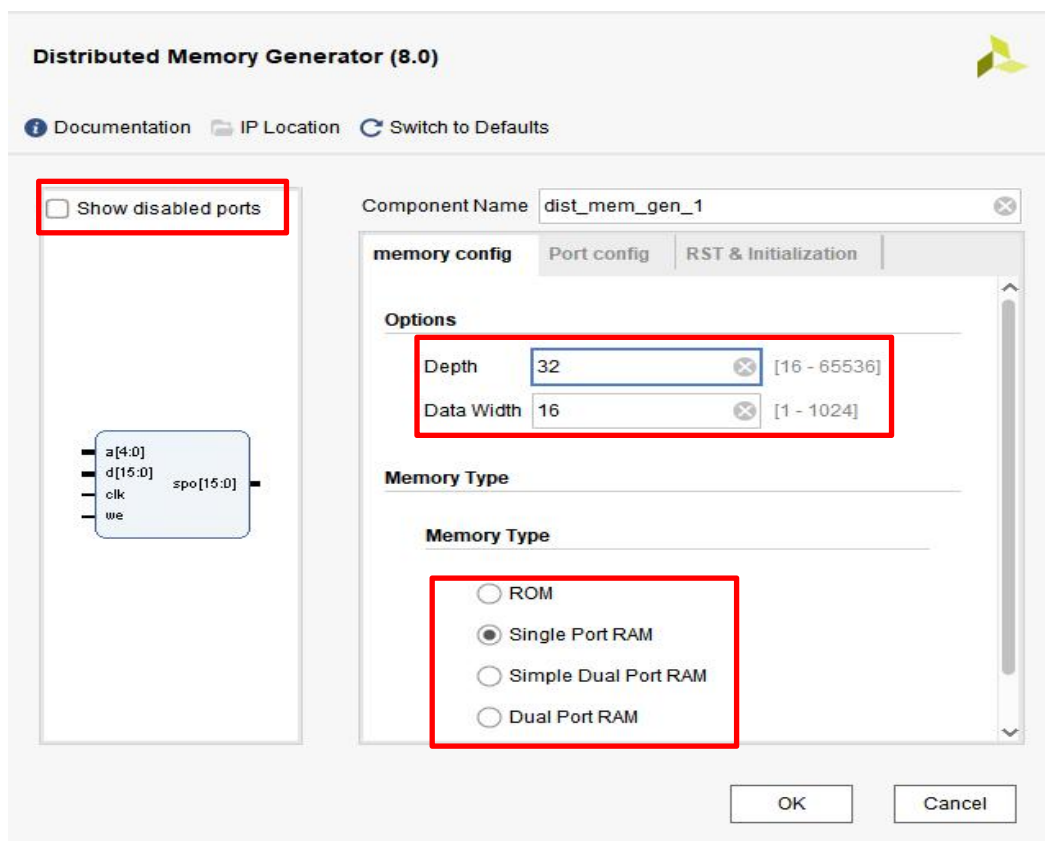 Distributed Memory Generator (8.0)
Documentation IP Location Switch to Defaults
Show disabled ports
Component Name dist_mem_gen_1
memory config Port config RST & Initialization
Options
Depth 32 [16 - 65536]
Data Width 16 [1 - 1024]
a[4:0]
d[15:0]
spo[15:0]
clk
we
Memory Type
Memory Type
ROM
Single Port RAM
Simple Dual Port RAM
Dual Port RAM
OK Cancel